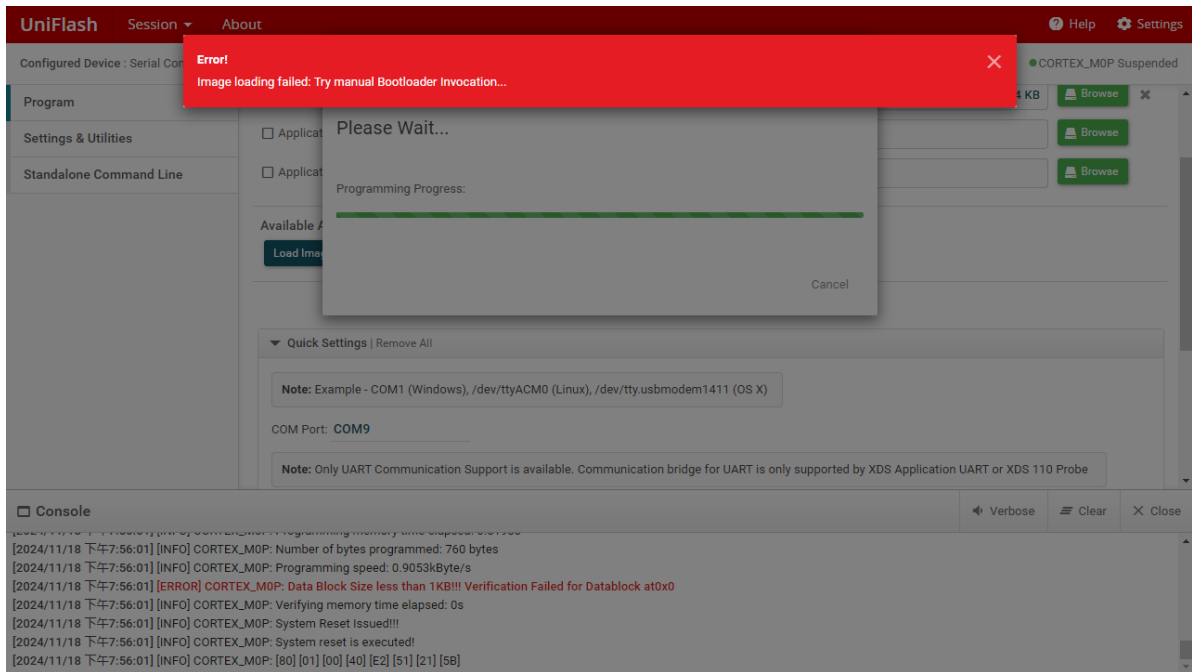 UniFlash Session About Help Settings
Error!
Image loading failed: Try manual Bootloader Invocation...
Configured Device : Serial Cor
CORTEX_M0P Suspended
Program
4 KB Browse
Settings & Utilities
Applicat
Please Wait...
Browse
Standalone Command Line
Applicat
Browse
Programming Progress:
Available A
Load Ima
Cancel
Quick Settings | Remove All
Note: Example - COM1 (Windows), /dev/ttyACM0 (Linux), /dev/tty.usbmodem1411 (OS X)
COM Port: COM9
Note: Only UART Communication Support is available. Communication bridge for UART is only supported by XDS Application UART or XDS 110 Probe
Console Verbose Clear Close
[2024/11/18 下午7:56:01] [INFO] CORTEX_M0P: Number of bytes programmed: 760 bytes
[2024/11/18 下午7:56:01] [INFO] CORTEX_M0P: Programming speed: 0.9053kByte/s
[2024/11/18 下午7:56:01] [ERROR] CORTEX_M0P: Data Block Size less than 1KB!!! Verification Failed for Datablock at0x0
[2024/11/18 下午7:56:01] [INFO] CORTEX_M0P: Verifying memory time elapsed: 0s
[2024/11/18 下午7:56:01] [INFO] CORTEX_M0P: System Reset Issued!!!
[2024/11/18 下午7:56:01] [INFO] CORTEX_M0P: System reset is executed!
[2024/11/18 下午7:56:01] [INFO] CORTEX_M0P: [80] [01] [00] [40] [E2] [51] [21] [5B]